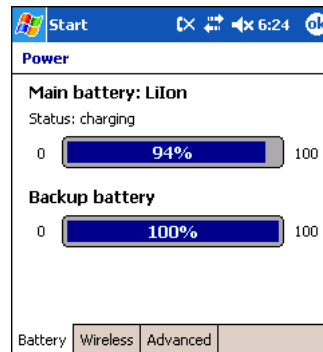 Start 6:24 ok
Power
Main battery: LiIon
Status: charging
0 94% 100
Backup battery
0 100% 100
Battery Wireless Advanced